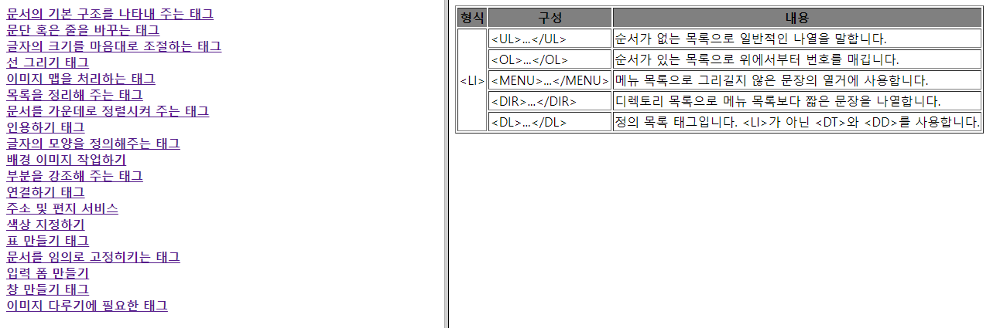 문서의 기본 구조를 나타내 주는 태그
문단 혹은 줄을 바꾸는 태그
글자의 크기를 마음대로 조절하는 태그
선 그리기 태그
이미지 맵을 처리하는 태그
목록을 정리해 주는 태그
문서를 가운데로 정렬시켜 주는 태그
인용하기 태그
글자의 모양을 정의해주는 태그
배경 이미지 작업하기
부분을 강조해 주는 태그
연결하기 태그
주소 및 편지 서비스
색상 지정하기
표 만들기 태그
문서를 임의로 고정히키는 태그
입력 폼 만들기
창 만들기 태그
이미지 다루기에 필요한 태그
형식 구성 내용
<LI>
<UL>...</UL> 순서가 없는 목록으로 일반적인 나열을 말합니다.
<OL>...</OL> 순서가 있는 목록으로 위에서부터 번호를 매깁니다.
<MENU>...</MENU> 메뉴 목록으로 그리길지 않은 문장의 열거에 사용합니다.
<DIR>...</DIR> 디렉토리 목록으로 메뉴 목록보다 짧은 문장을 나열합니다.
<DL>...</DL> 정의 목록 태그입니다. <LI>가 아닌 <DT>와 <DD>를 사용합니다.